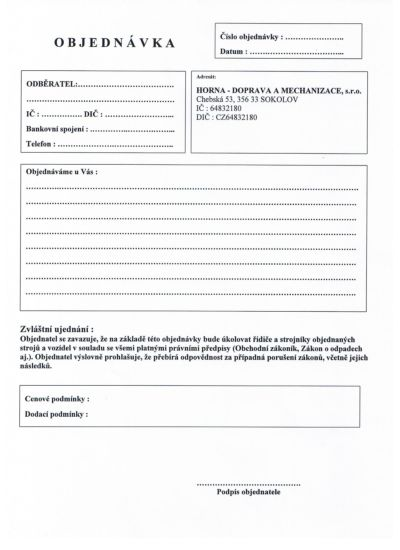 OBJEDNÁVKA
Číslo objednávky : ......................
Datum : ..................................
ODBĚRATEL:...................................
......................................................
IČ : ............... DIČ : .......................
Bankovní spojení : ..............................
Telefon : .........................................
Adresát:
HORNA - DOPRAVA A MECHANIZACE, s.r.o.
Chebská 53, 356 33 SOKOLOV
IČ : 64832180
DIČ : CZ64832180
Objednáváme u Vás :
Zvláštní ujednání :
Objednatel se zavazuje, že na základě této objednávky bude úkolovat řidiče a strojníky objednaných
strojů a vozidel v souladu se všemi platnými právními předpisy (Obchodní zákoník, Zákon o odpadech
aj.). Objednatel výslovně prohlašuje, že přebírá odpovědnost za případná porušení zákonů, včetně jejich
následků.
Cenové podmínky :
Dodací podmínky :
......................................
Podpis objednatele